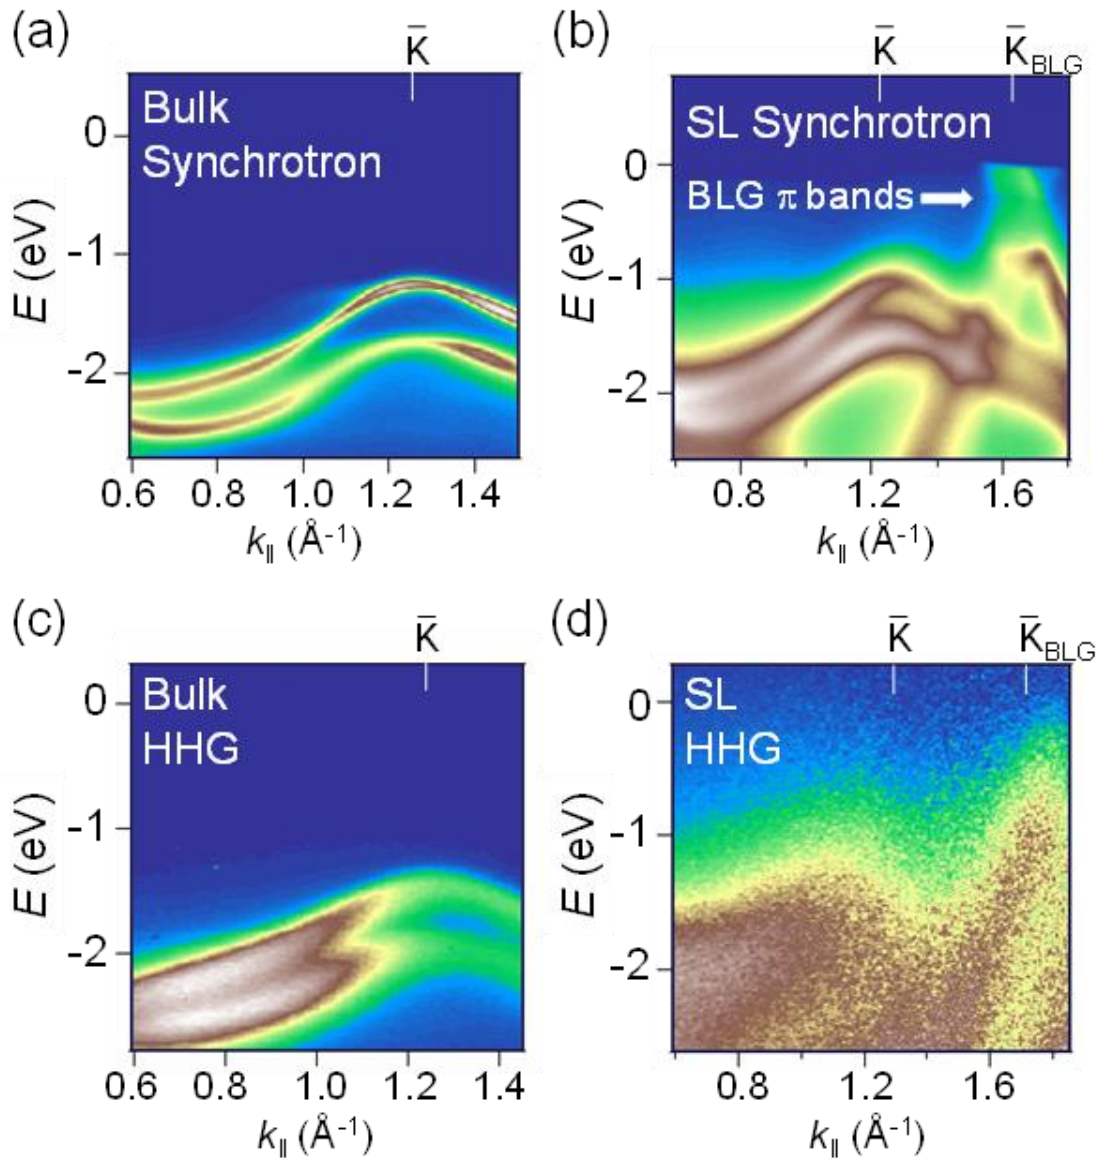 (a)
K̄
Bulk
Synchrotron
0
-1
-2
E (eV)
0.6 0.8 1.0 1.2 1.4
k∥ (Å⁻¹)
(b)
K̄ K̄BLG
SL Synchrotron
BLG π bands
0
-1
-2
E (eV)
0.8 1.2 1.6
k∥ (Å⁻¹)
(c)
K̄
Bulk
HHG
0
-1
-2
E (eV)
0.6 0.8 1.0 1.2 1.4
k∥ (Å⁻¹)
(d)
K̄ K̄BLG
SL
HHG
0
-1
-2
E (eV)
0.8 1.2 1.6
k∥ (Å⁻¹)